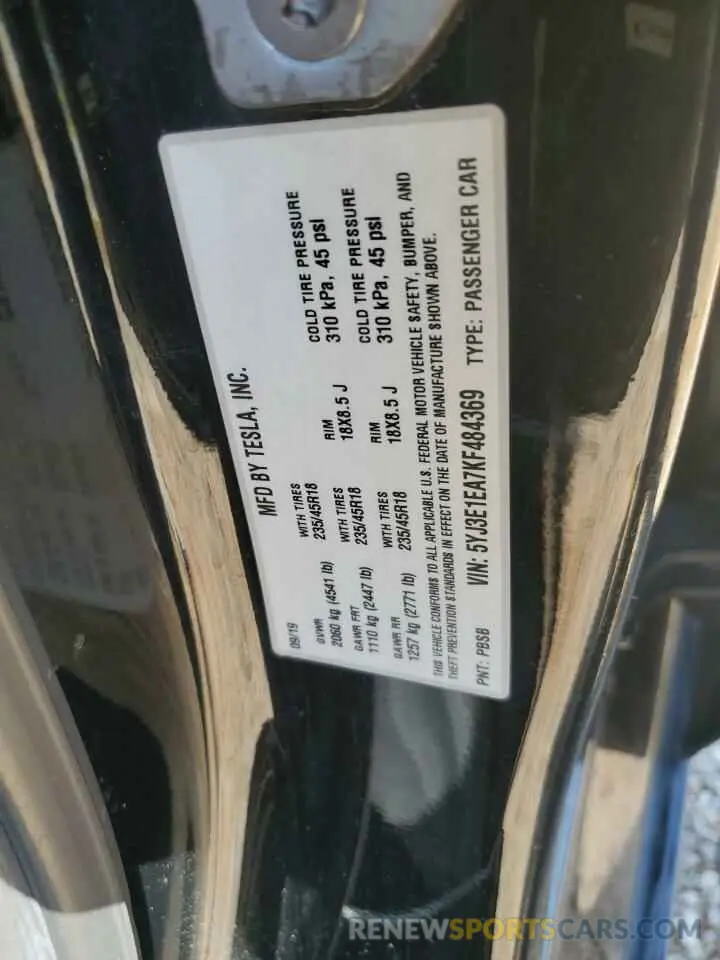 MFD BY TESLA, INC.
09/19
GVWR WITH TIRES RIM COLD TIRE PRESSURE
2060 kg (4541 lb) 235/45R18 18X8.5 J 310 kPa, 45 psi
GAWR FRT WITH TIRES RIM COLD TIRE PRESSURE
1110 kg (2447 lb) 235/45R18 18X8.5 J 310 kPa, 45 psi
GAWR RR WITH TIRES
1257 kg (2771 lb) 235/45R18
THIS VEHICLE CONFORMS TO ALL APPLICABLE U.S. FEDERAL MOTOR VEHICLE SAFETY, BUMPER, AND
THEFT PREVENTION STANDARDS IN EFFECT ON THE DATE OF MANUFACTURE SHOWN ABOVE.
VIN: 5YJ3E1EA7KF484369 TYPE: PASSENGER CAR
PNT: PBSB
RENEWSPORTSCARS.COM